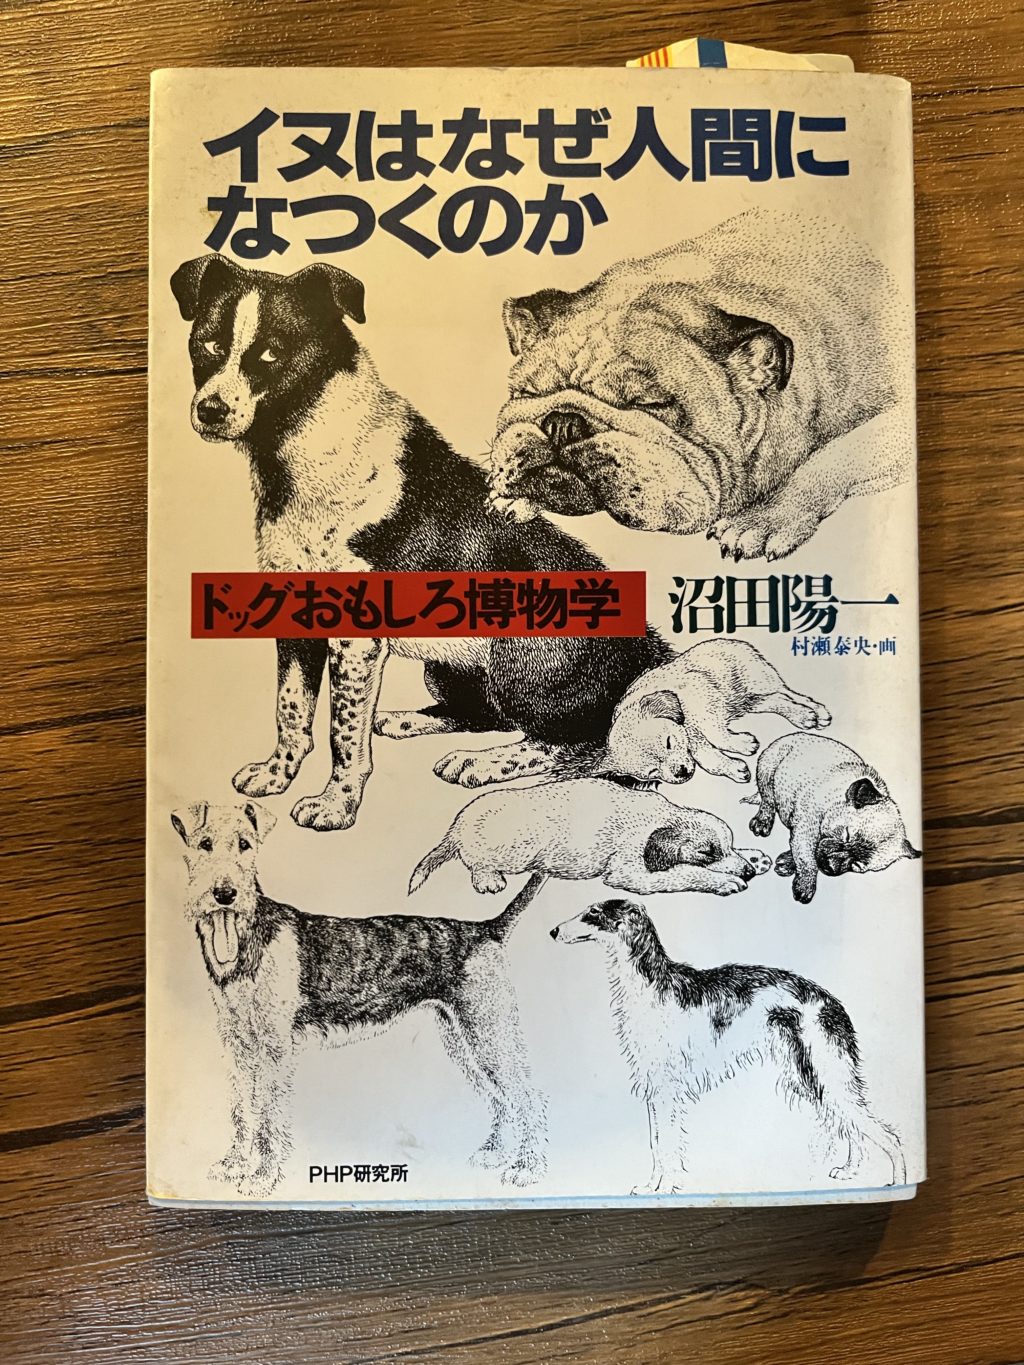 イヌはなぜ人間に
なつくのか
ドッグおもしろ博物学
沼田陽一
村瀬泰央・画
PHP研究所